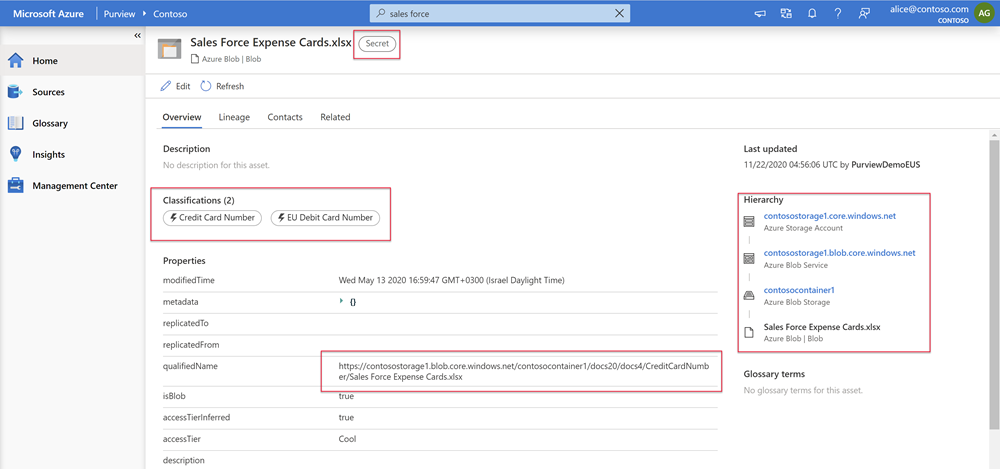 Microsoft Azure Purview > Contoso sales force alice@contoso.com
CONTOSO AG
«
Home
Sources
Glossary
Insights
Management Center
Sales Force Expense Cards.xlsx Secret
Azure Blob | Blob
Edit Refresh
Overview Lineage Contacts Related
Description
No description for this asset.
Classifications (2)
Credit Card Number EU Debit Card Number
Properties
modifiedTime Wed May 13 2020 16:59:47 GMT+0300 (Israel Daylight Time)
metadata {}
replicatedTo
replicatedFrom
qualifiedName https://contosostorage1.blob.core.windows.net/contosocontainer1/docs20/docs4/CreditCardNumb
er/Sales Force Expense Cards.xlsx
isBlob true
accessTierInferred true
accessTier Cool
description
Last updated
11/22/2020 04:56:06 UTC by PurviewDemoEUS
Hierarchy
contosostorage1.core.windows.net
Azure Storage Account
contosostorage1.blob.core.windows.net
Azure Blob Service
contosocontainer1
Azure Blob Storage
Sales Force Expense Cards.xlsx
Azure Blob | Blob
Glossary terms
No glossary terms for this asset.